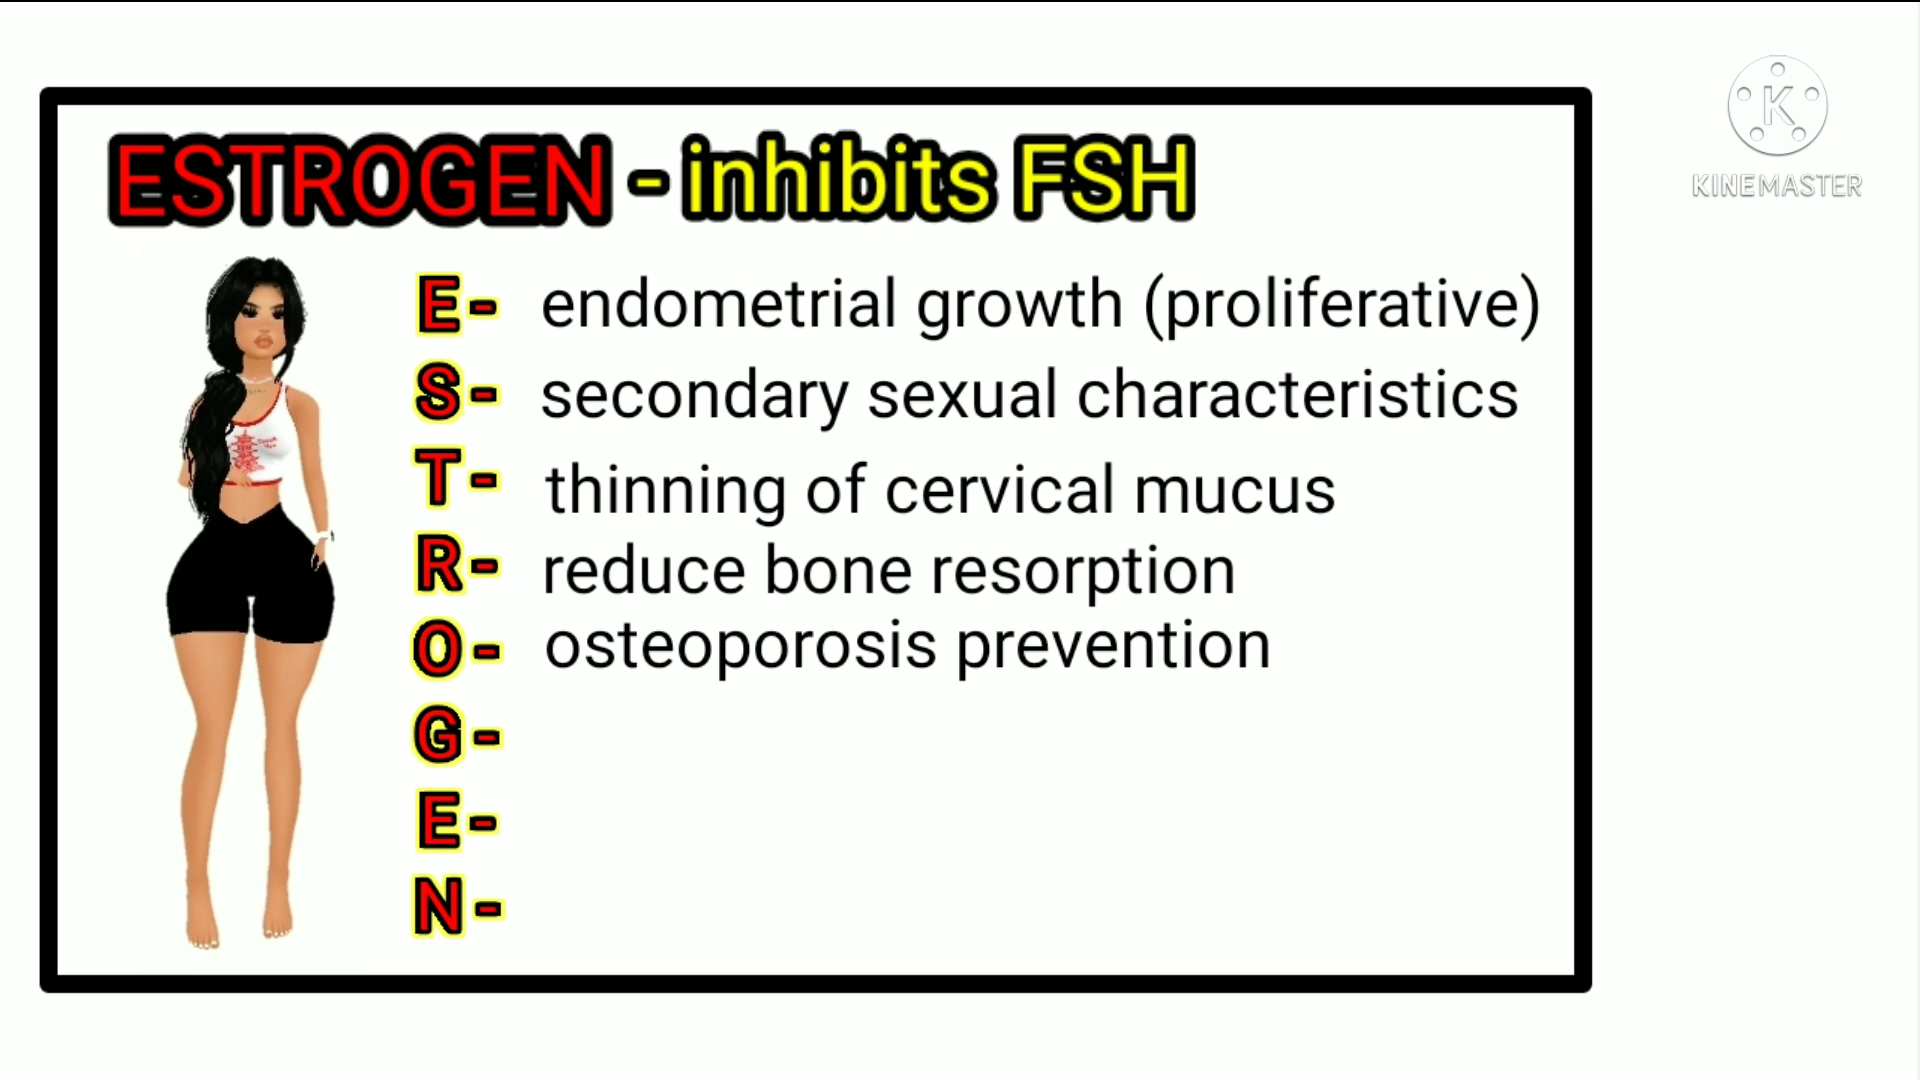 ESTROGEN - inhibits FSH
E- endometrial growth (proliferative)
S- secondary sexual characteristics
T- thinning of cervical mucus
R- reduce bone resorption
O- osteoporosis prevention
G-
E-
N-
K
KINEMASTER